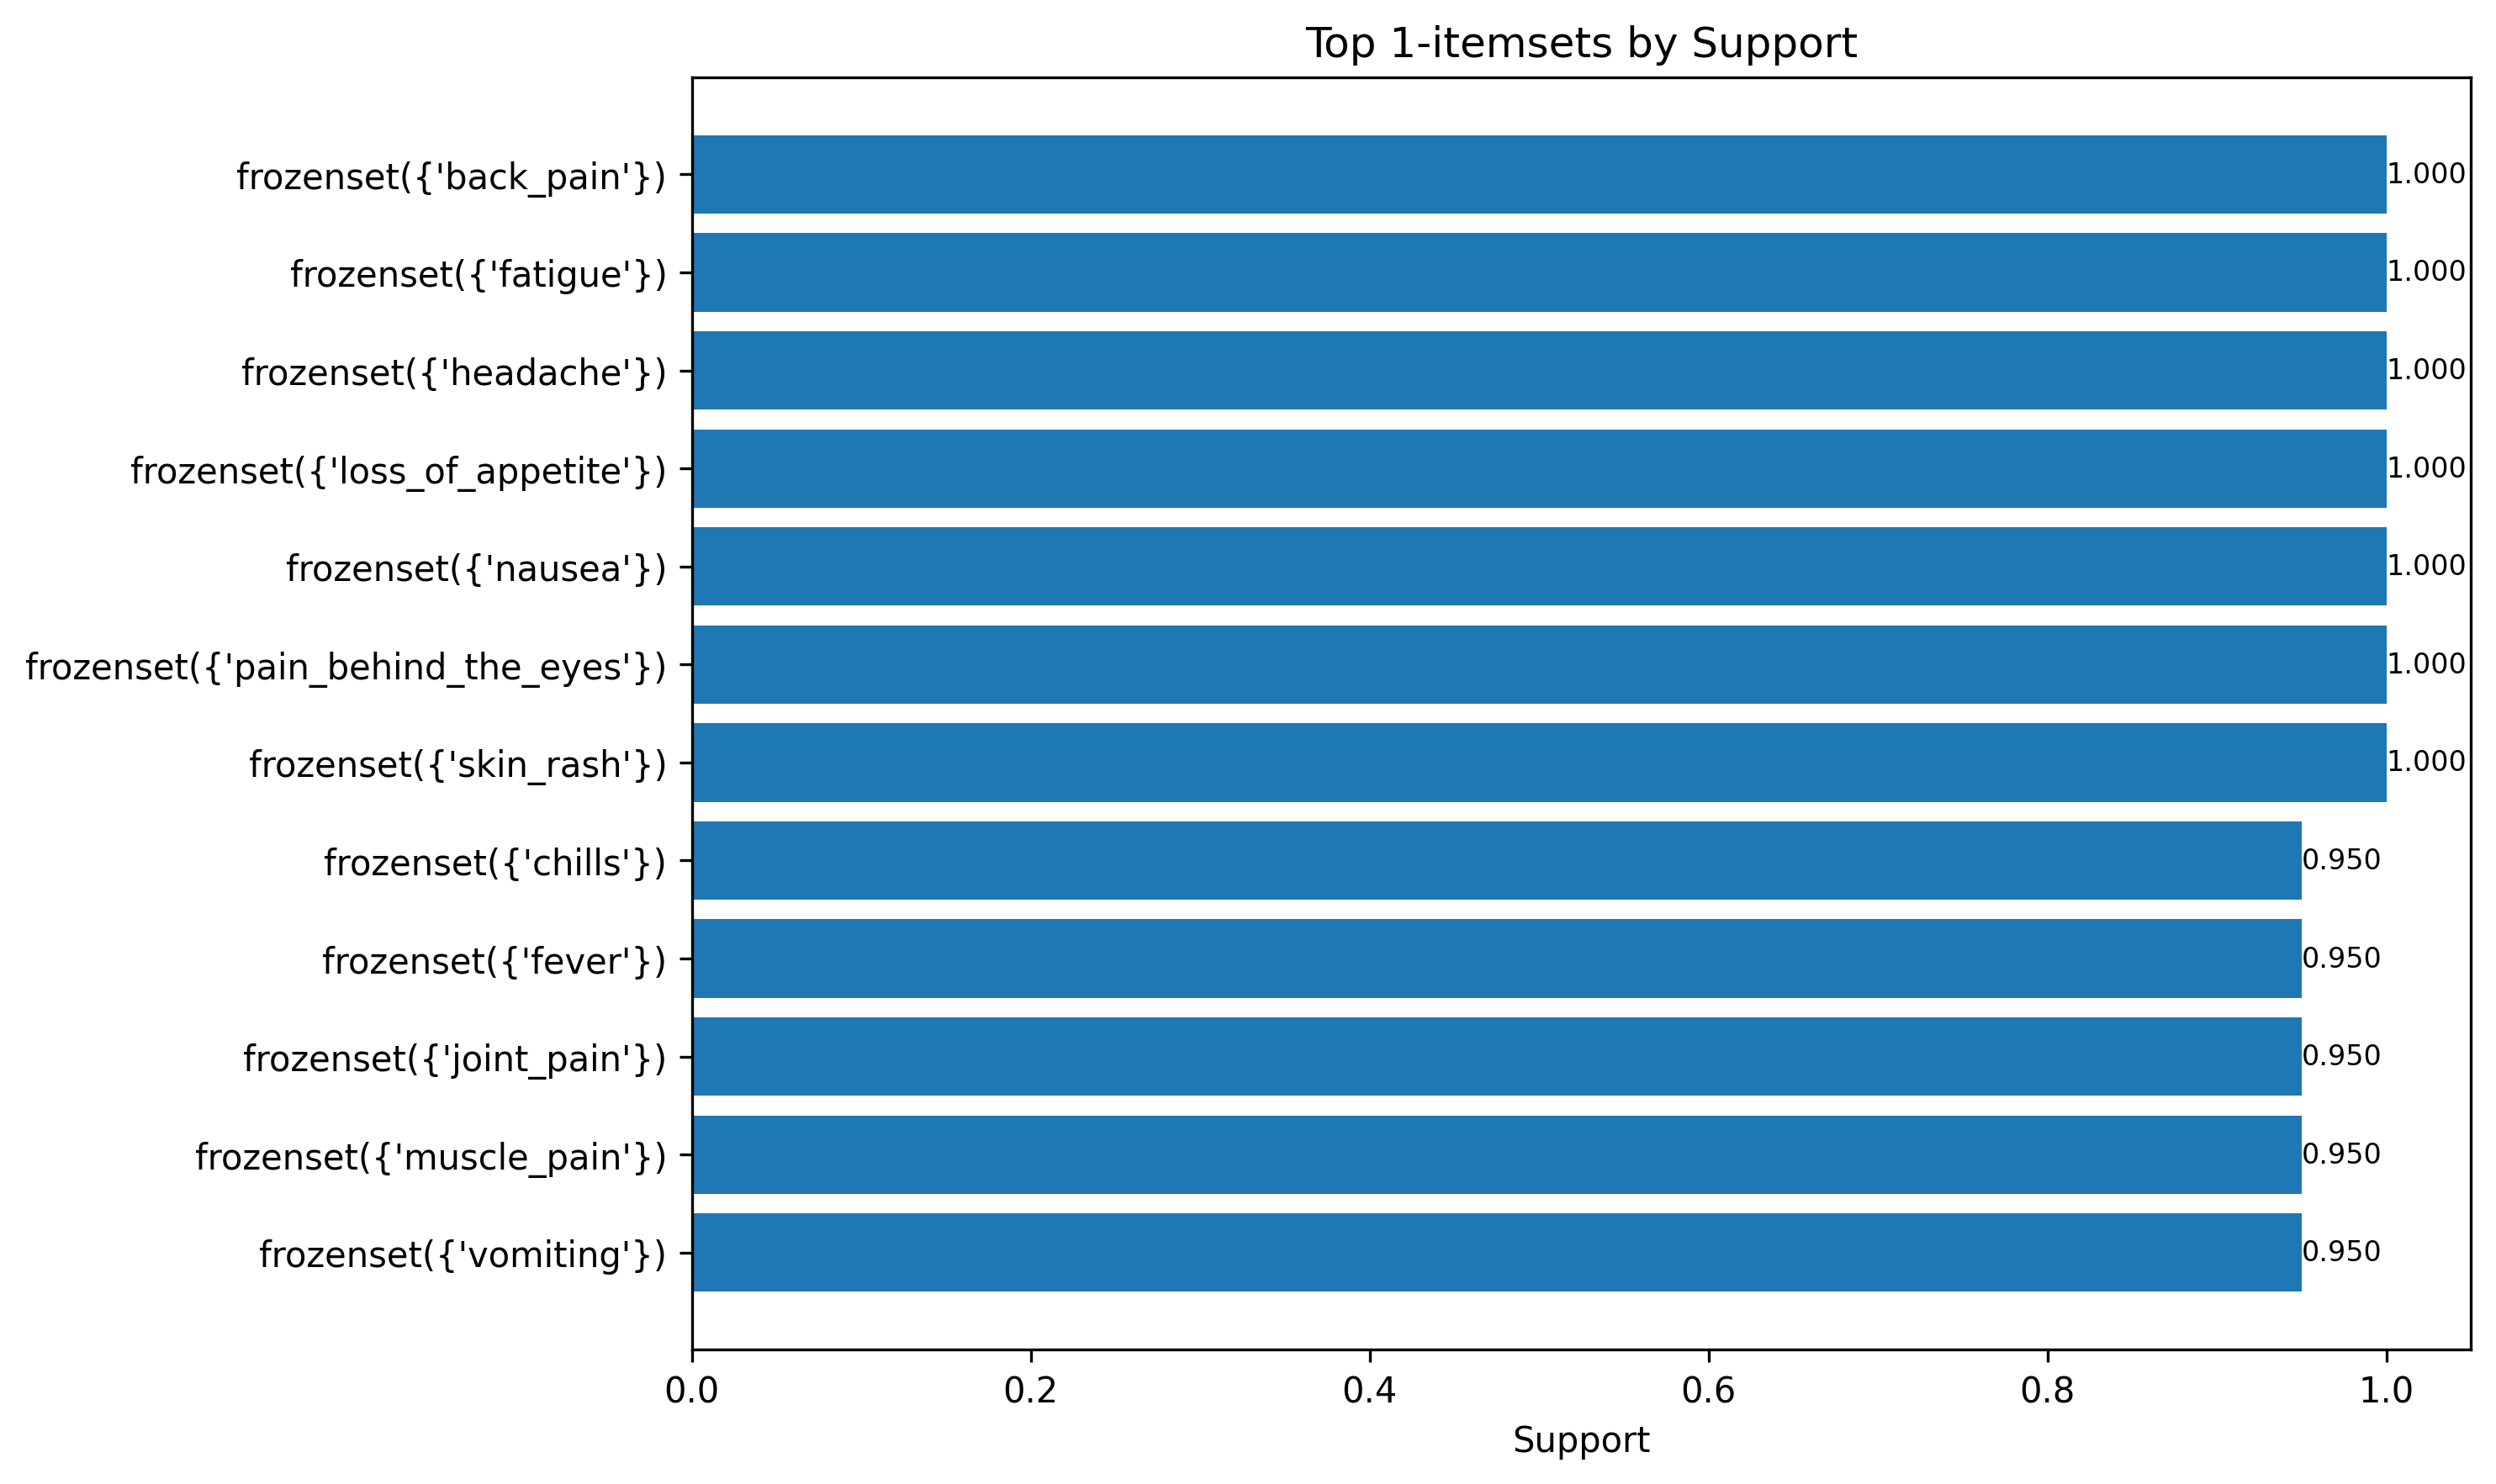 Top 1-itemsets by Support
frozenset({'back_pain'}) 1.000
frozenset({'fatigue'}) 1.000
frozenset({'headache'}) 1.000
frozenset({'loss_of_appetite'}) 1.000
frozenset({'nausea'}) 1.000
frozenset({'pain_behind_the_eyes'}) 1.000
frozenset({'skin_rash'}) 1.000
frozenset({'chills'}) 0.950
frozenset({'fever'}) 0.950
frozenset({'joint_pain'}) 0.950
frozenset({'muscle_pain'}) 0.950
frozenset({'vomiting'}) 0.950
0.0 0.2 0.4 0.6 0.8 1.0
Support